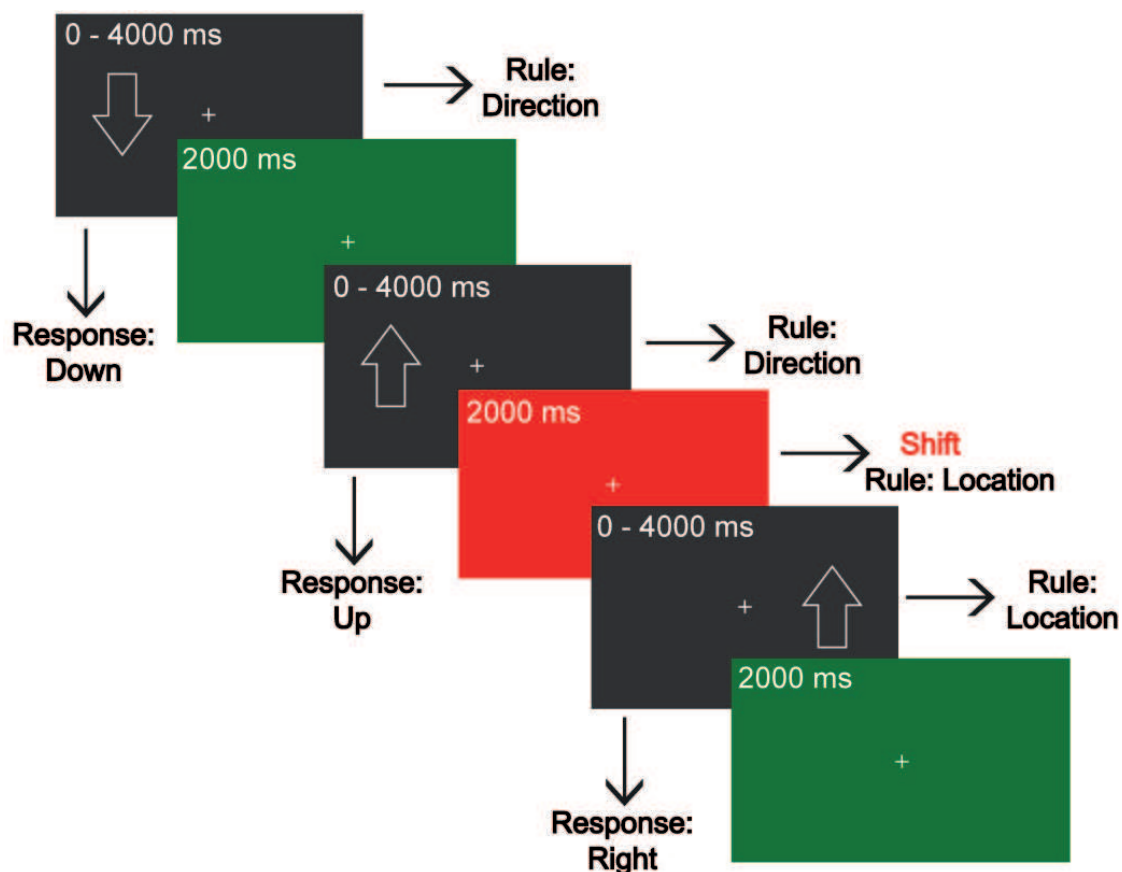 0 - 4000 ms
Rule:
Direction
2000 ms
Response:
Down
0 - 4000 ms
Rule:
Direction
2000 ms
Shift
Rule: Location
Response:
Up
0 - 4000 ms
Rule:
Location
2000 ms
Response:
Right